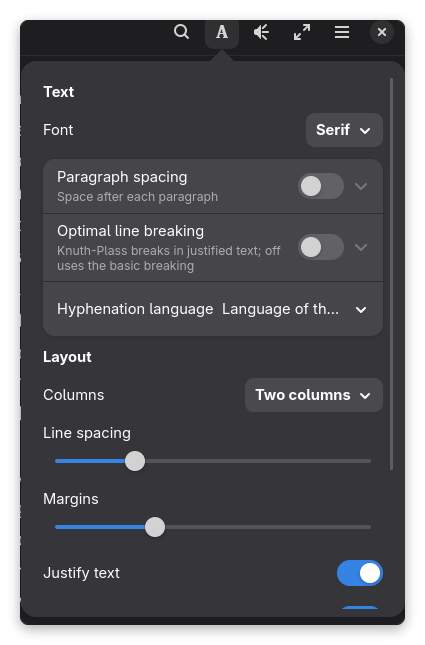 A
Text
Font
Serif
Paragraph spacing
Space after each paragraph
Optimal line breaking
Knuth-Plass breaks in justified text; off
uses the basic breaking
Hyphenation language Language of th...
Layout
Columns
Two columns
Line spacing
Margins
Justify text